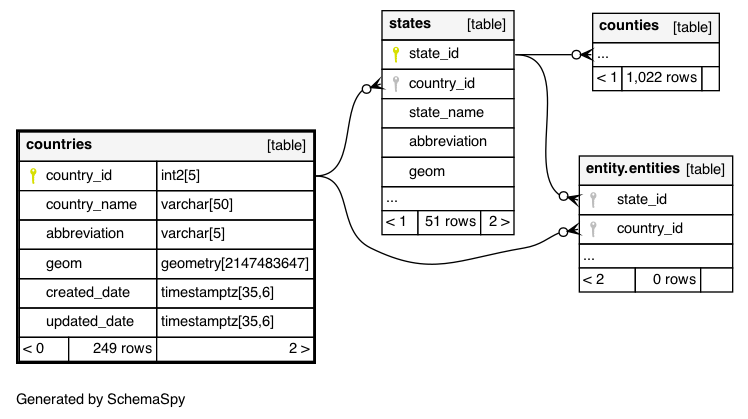 states [table]
state_id
country_id
state_name
abbreviation
geom
...
< 1 51 rows 2 >
counties [table]
...
< 1 1,022 rows
countries [table]
country_id int2[5]
country_name varchar[50]
abbreviation varchar[5]
geom geometry[2147483647]
created_date timestamptz[35,6]
updated_date timestamptz[35,6]
< 0 249 rows 2 >
entity.entities [table]
state_id
country_id
...
< 2 0 rows
Generated by SchemaSpy